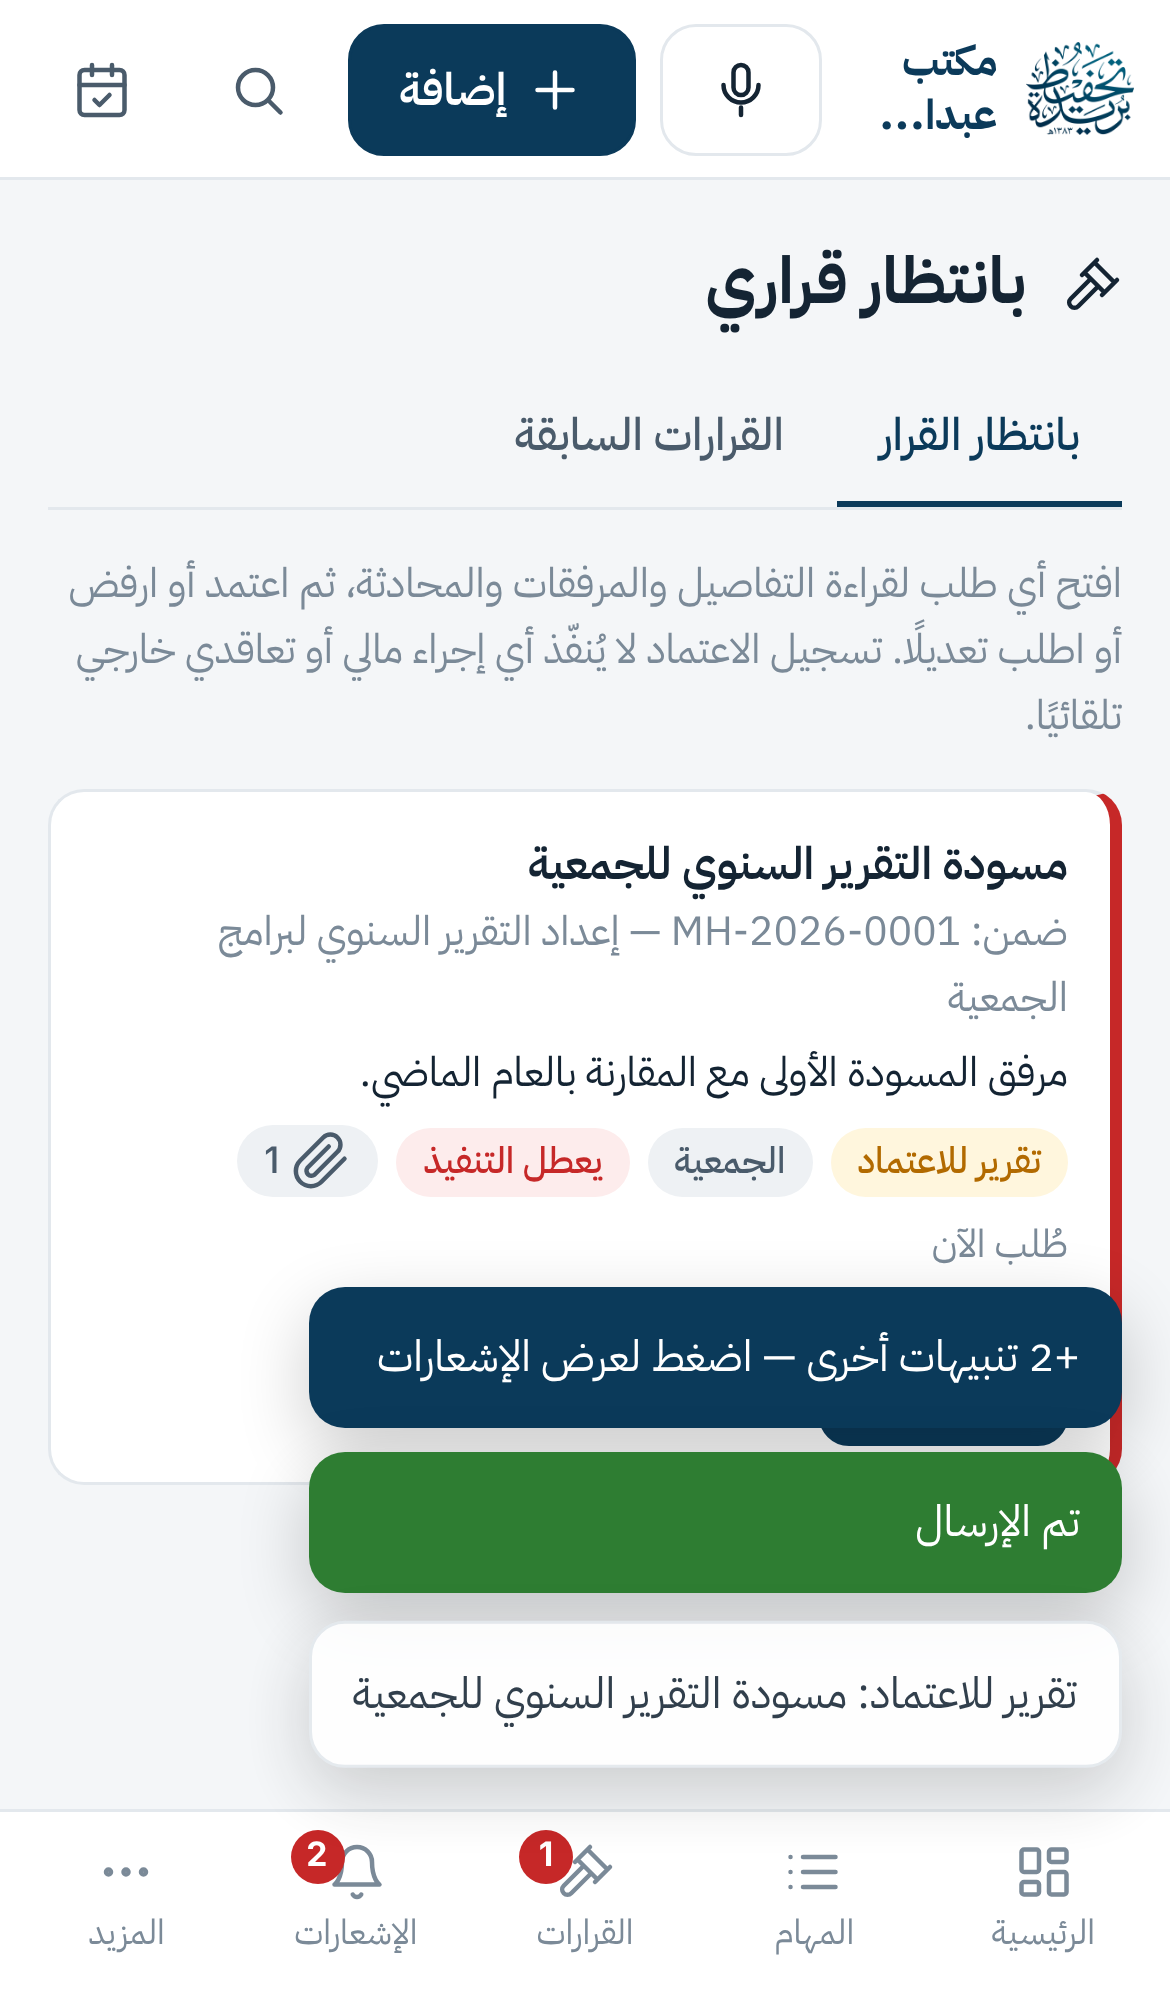 تحفيظ
بريدة
١٣٨٣هـ
مكتب
عبدا...
إضافة
بانتظار قراري
بانتظار القرار
القرارات السابقة
افتح أي طلب لقراءة التفاصيل والمرفقات والمحادثة، ثم اعتمد أو ارفض
أو اطلب تعديلًا. تسجيل الاعتماد لا يُنفّذ أي إجراء مالي أو تعاقدي خارجي
تلقائيًا.
مسودة التقرير السنوي للجمعية
ضمن: MH-2026-0001 — إعداد التقرير السنوي لبرامج
الجمعية
مرفق المسودة الأولى مع المقارنة بالعام الماضي.
تقرير للاعتماد
الجمعية
يعطل التنفيذ
1
طُلب الآن
+2 تنبيهات أخرى — اضغط لعرض الإشعارات
تم الإرسال
تقرير للاعتماد: مسودة التقرير السنوي للجمعية
الرئيسية
المهام
1
القرارات
2
الإشعارات
المزيد